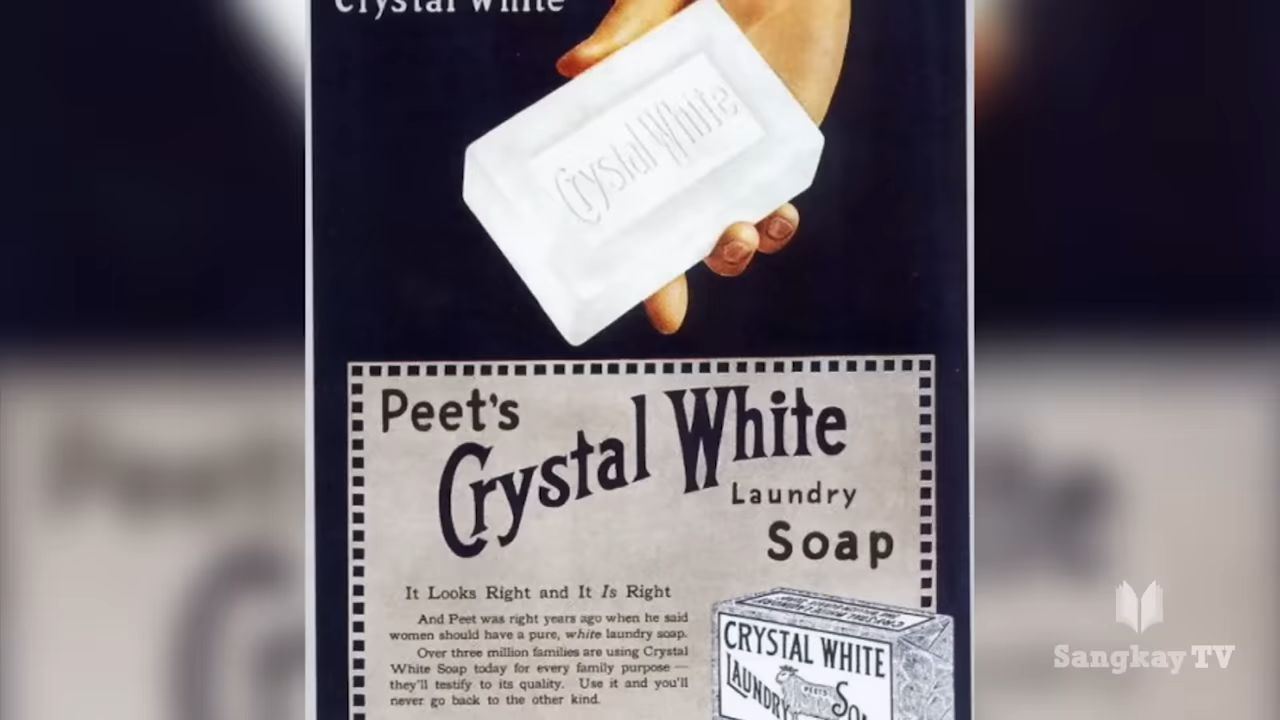 Crystal White
Crystal White
Peet's
Crystal White
Laundry
Soap
It Looks Right and It Is Right
And Peet was right years ago when he said
women should have a pure, white laundry soap.
Over three million families are using Crystal
White Soap today for every family purpose —
they'll testify to its quality. Use it and you'll
never go back to the other kind.
CRYSTAL WHITE
LAUNDRY
PEET'S
Sangkay TV